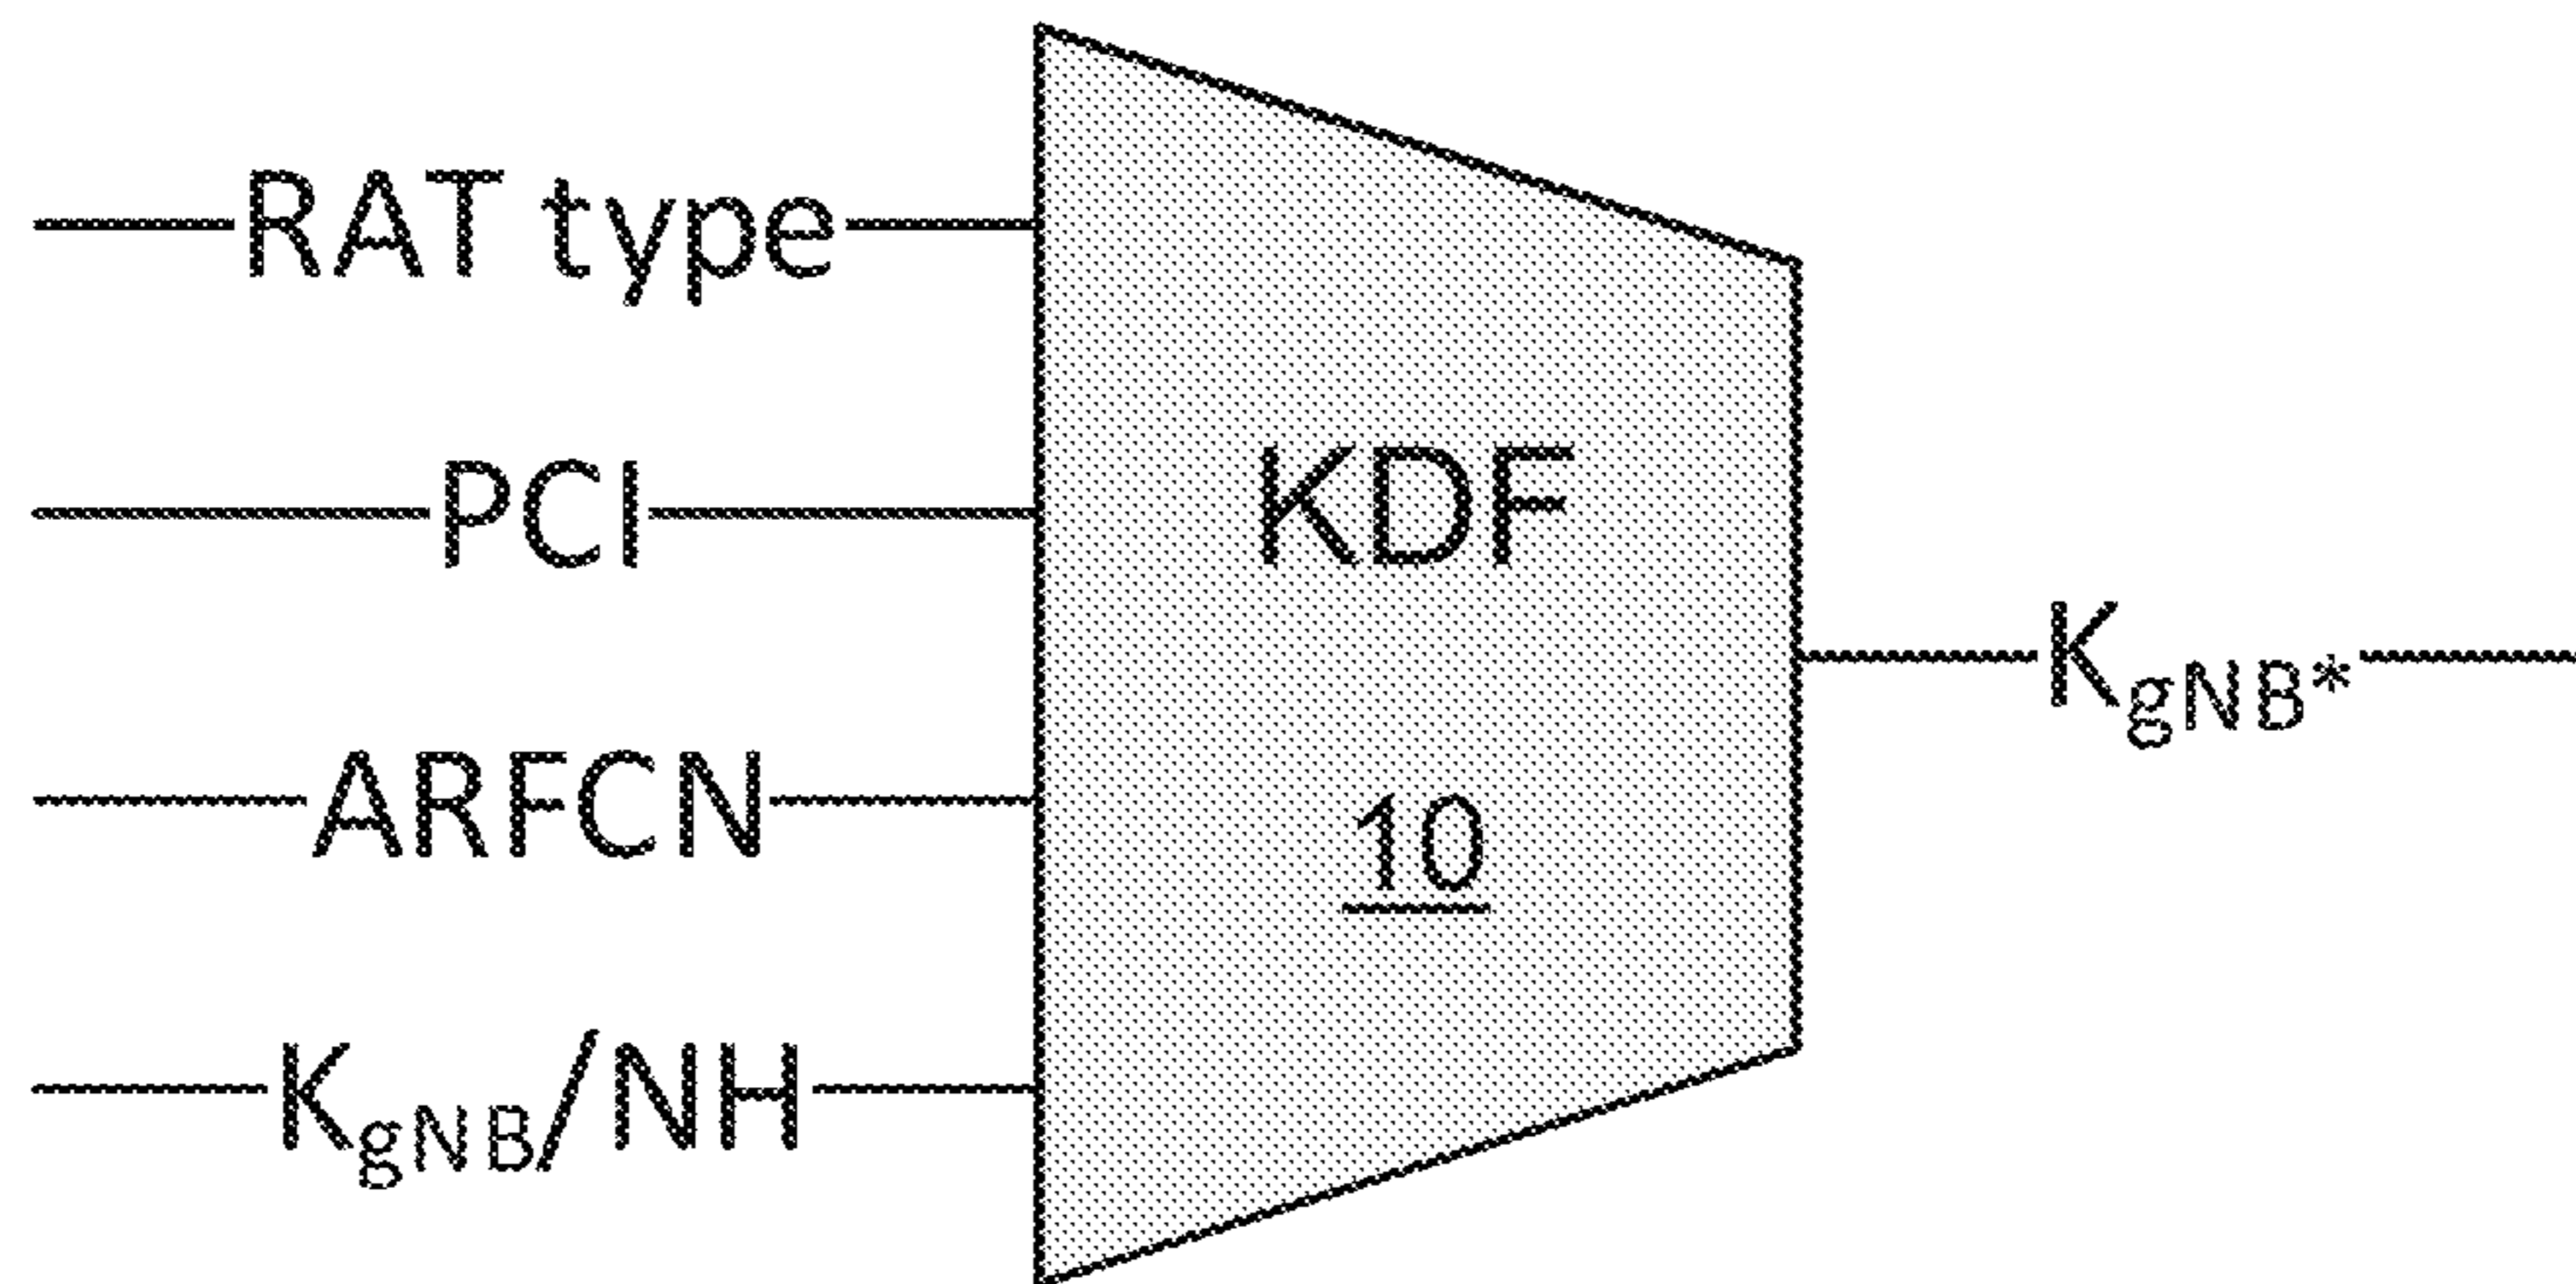 RAT type
PCI
ARFCN
KgNB/NH
KDF
10
KgNB*